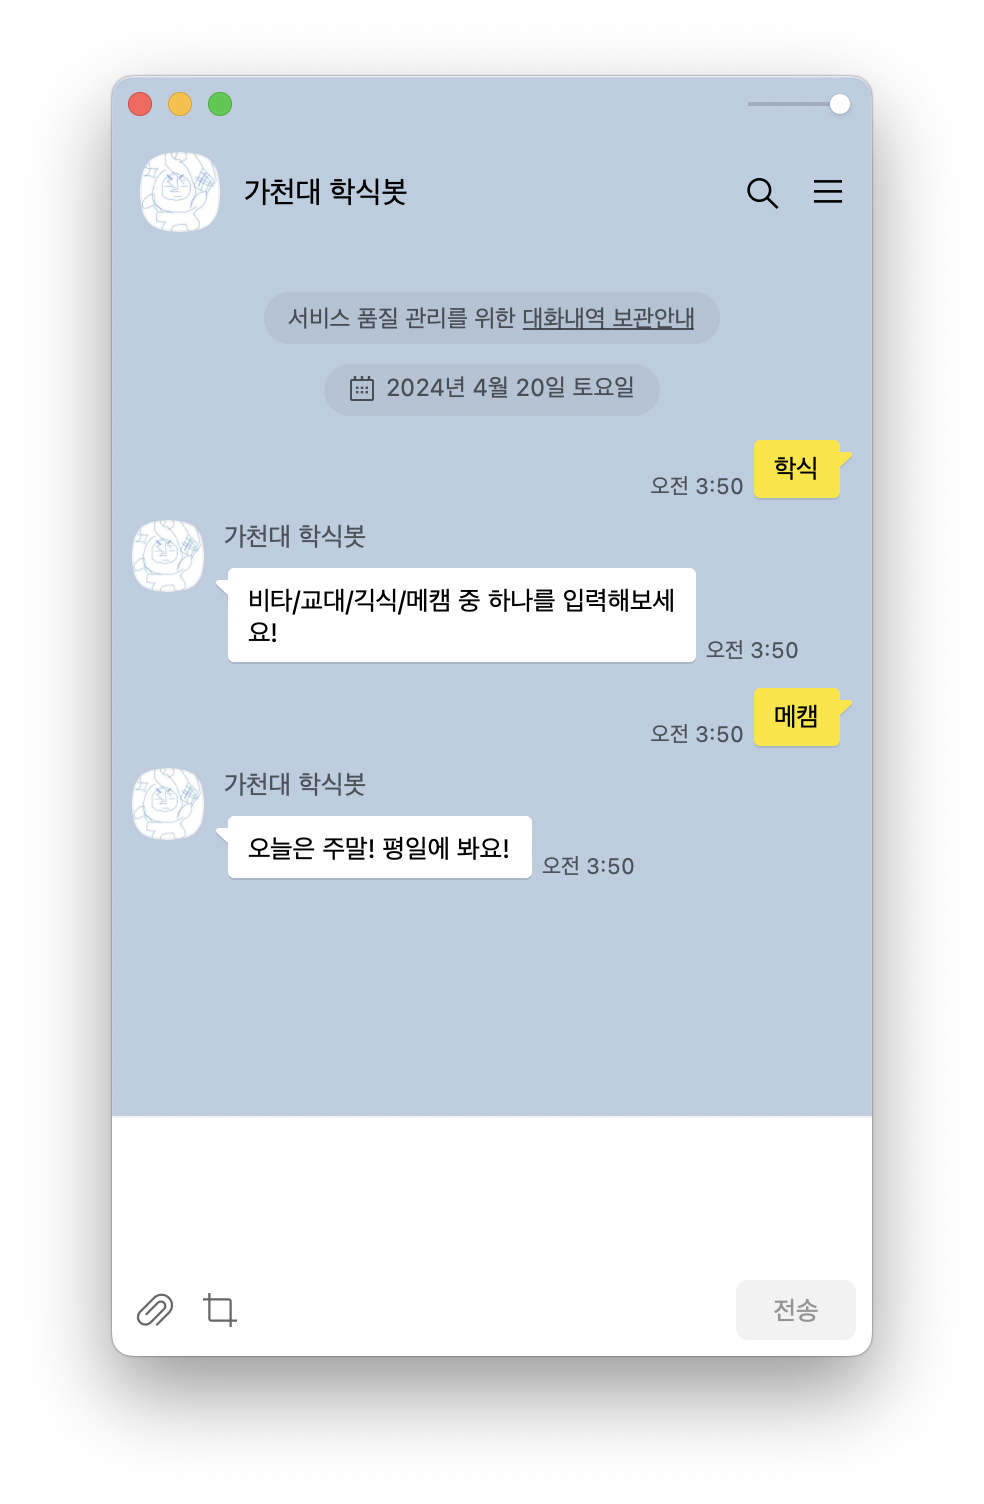 가천대 학식봇
서비스 품질 관리를 위한 대화내역 보관안내
2024년 4월 20일 토요일
학식
오전 3:50
가천대 학식봇
비타/교대/긱식/메캠 중 하나를 입력해보세
요!
오전 3:50
메캠
오전 3:50
가천대 학식봇
오늘은 주말! 평일에 봐요!
오전 3:50
전송